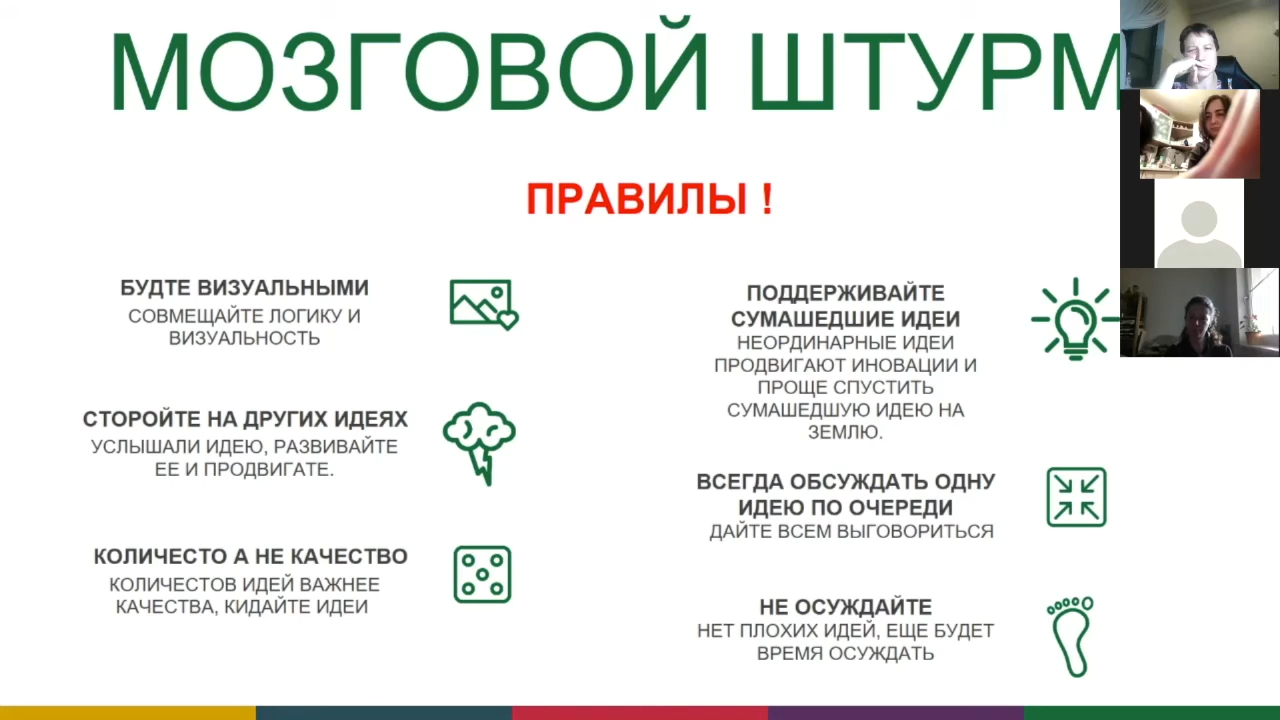 МОЗГОВОЙ ШТУРМ
ПРАВИЛЫ !
БУДТЕ ВИЗУАЛЬНЫМИ
СОВМЕЩАЙТЕ ЛОГИКУ И
ВИЗУАЛЬНОСТЬ
СТОРОЙТЕ НА ДРУГИХ ИДЕЯХ
УСЛЫШАЛИ ИДЕЮ, РАЗВИВАЙТЕ
ЕЕ И ПРОДВИГАТЕ.
КОЛИЧЕСТО А НЕ КАЧЕСТВО
КОЛИЧЕСТОВ ИДЕЙ ВАЖНЕЕ
КАЧЕСТВА, КИДАЙТЕ ИДЕИ
ПОДДЕРЖИВАЙТЕ
СУМАШЕДШИЕ ИДЕИ
НЕОРДИНАРНЫЕ ИДЕИ
ПРОДВИГАЮТ ИНОВАЦИИ И
ПРОЩЕ СПУСТИТЬ
СУМАШЕДШУЮ ИДЕЮ НА
ЗЕМЛЮ.
ВСЕГДА ОБСУЖДАТЬ ОДНУ
ИДЕЮ ПО ОЧЕРЕДИ
ДАЙТЕ ВСЕМ ВЫГОВОРИТЬСЯ
НЕ ОСУЖДАЙТЕ
НЕТ ПЛОХИХ ИДЕЙ, ЕЩЕ БУДЕТ
ВРЕМЯ ОСУЖДАТЬ